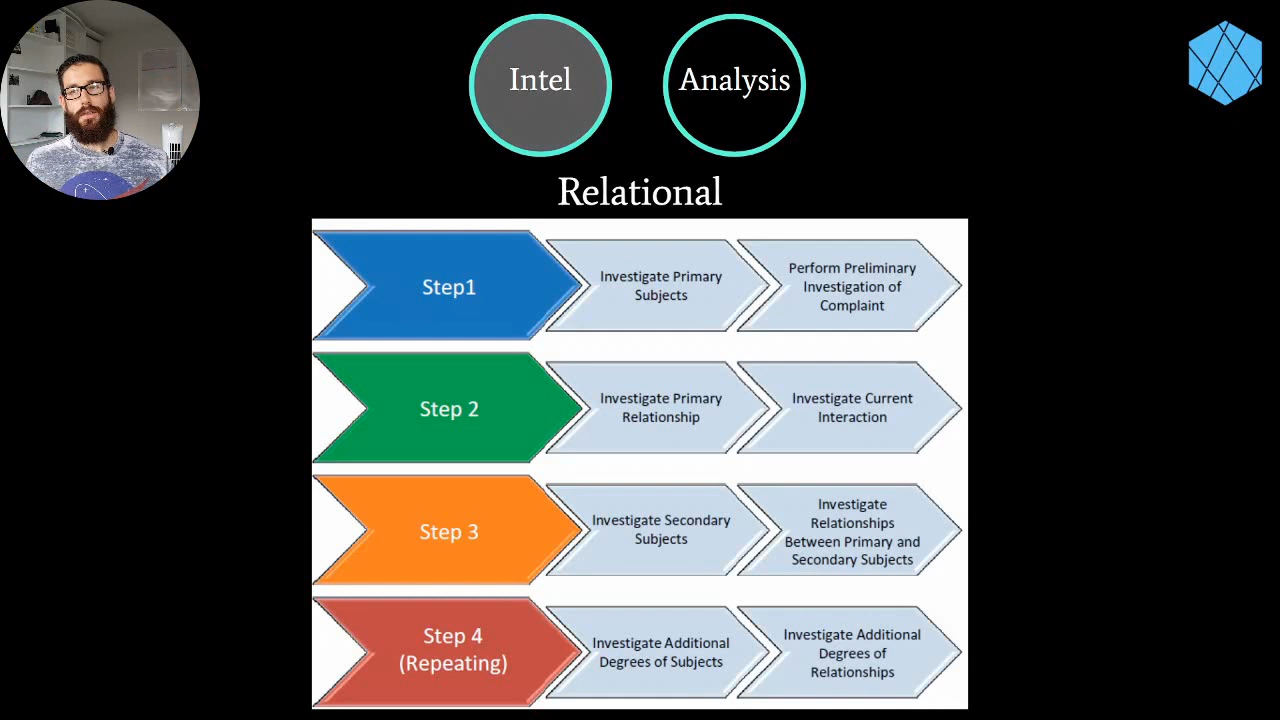 Intel
Analysis
Relational
Step1
Investigate Primary
Subjects
Perform Preliminary
Investigation of
Complaint
Step 2
Investigate Primary
Relationship
Investigate Current
Interaction
Step 3
Investigate Secondary
Subjects
Investigate
Relationships
Between Primary and
Secondary Subjects
Step 4
(Repeating)
Investigate Additional
Degrees of Subjects
Investigate Additional
Degrees of
Relationships